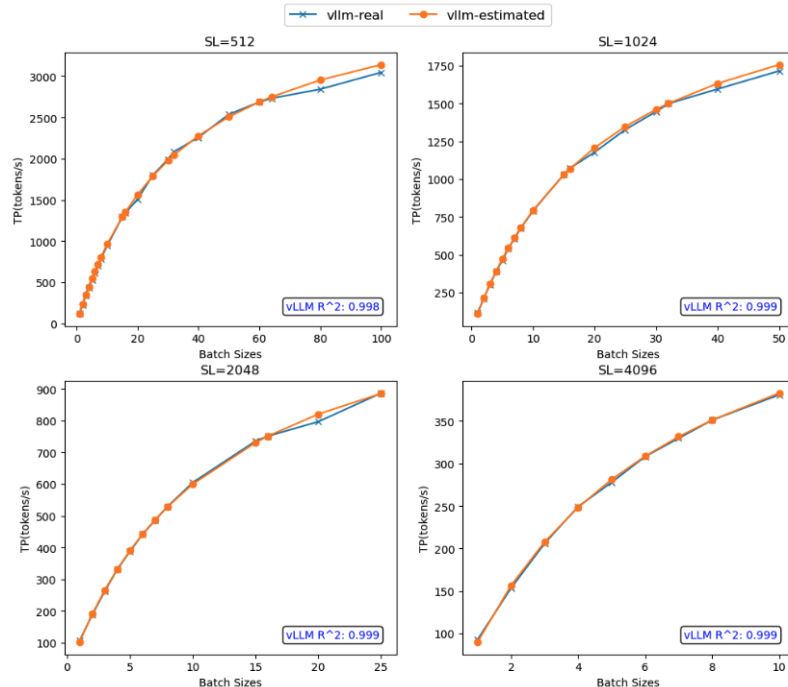 vllm-real vllm-estimated
SL=512
TP(tokens/s)
3000
2500
2000
1500
1000
500
0
vLLM R^2: 0.998
0 20 40 60 80 100
Batch Sizes
SL=1024
TP(tokens/s)
1750
1500
1250
1000
750
500
250
vLLM R^2: 0.999
0 10 20 30 40 50
Batch Sizes
SL=2048
TP(tokens/s)
900
800
700
600
500
400
300
200
100
vLLM R^2: 0.999
0 5 10 15 20 25
Batch Sizes
SL=4096
TP(tokens/s)
350
300
250
200
150
100
vLLM R^2: 0.999
2 4 6 8 10
Batch Sizes